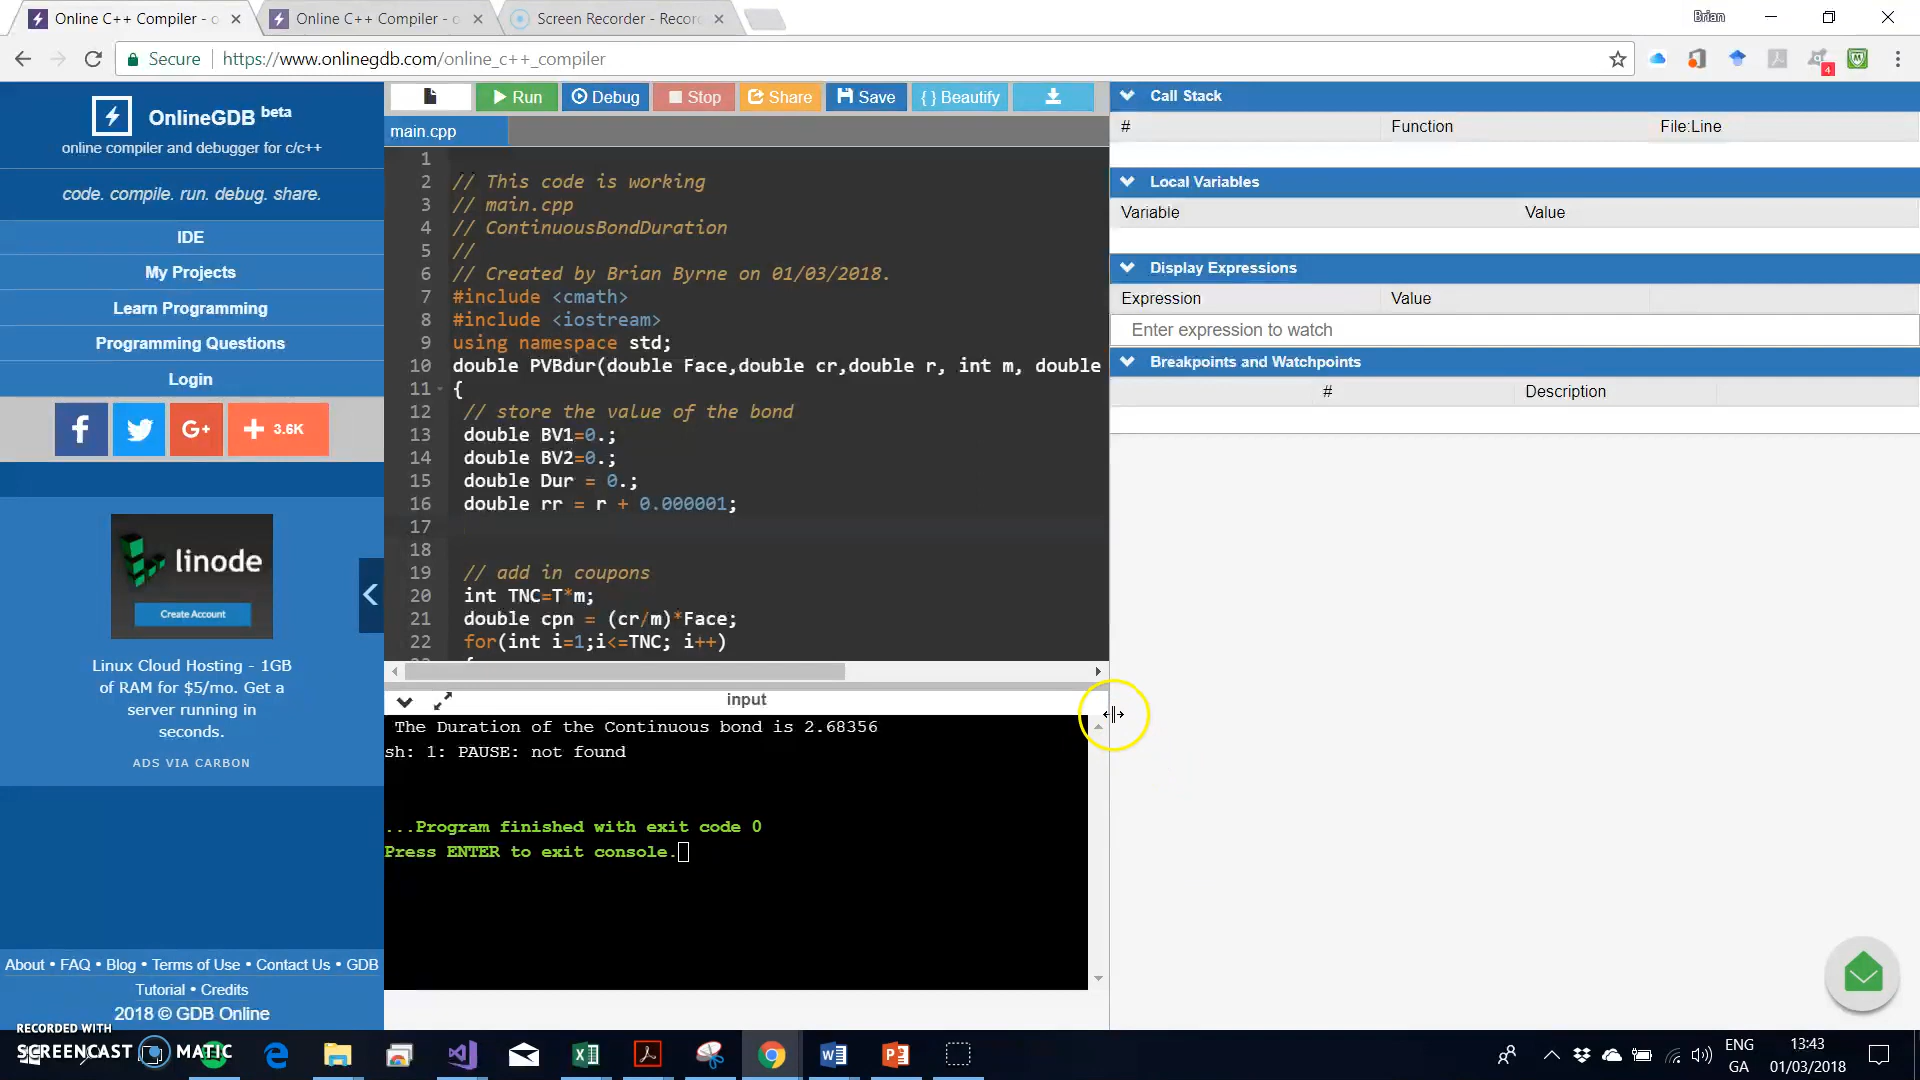 Online C++ Compiler - o
Online C++ Compiler - o
Screen Recorder - Recor
Brian
Secure
https://www.onlinegdb.com/online_c++_compiler
4
OnlineGDB beta
online compiler and debugger for c/c++
code. compile. run. debug. share.
IDE
My Projects
Learn Programming
Programming Questions
Login
f
G+
+ 3.6K
linode
Create Account
Linux Cloud Hosting - 1GB
of RAM for $5/mo. Get a
server running in
seconds.
ADS VIA CARBON
About • FAQ • Blog • Terms of Use • Contact Us • GDB
Tutorial • Credits
2018 © GDB Online
Run
Debug
Stop
Share
Save
{ } Beautify
main.cpp
1
2 // This code is working
3 // main.cpp
4 // ContinuousBondDuration
5 //
6 // Created by Brian Byrne on 01/03/2018.
7 #include <cmath>
8 #include <iostream>
9 using namespace std;
10 double PVBdur(double Face,double cr,double r, int m, double
11 {
12 // store the value of the bond
13 double BV1=0.;
14 double BV2=0.;
15 double Dur = 0.;
16 double rr = r + 0.000001;
17
18
19 // add in coupons
20 int TNC=T*m;
21 double cpn = (cr/m)*Face;
22 for(int i=1;i<=TNC; i++)
input
The Duration of the Continuous bond is 2.68356
sh: 1: PAUSE: not found
...Program finished with exit code 0
Press ENTER to exit console.
Call Stack
# Function File:Line
Local Variables
Variable Value
Display Expressions
Expression Value
Enter expression to watch
Breakpoints and Watchpoints
# Description
RECORDED WITH
SCREENCAST MATIC
ENG
GA
13:43
01/03/2018